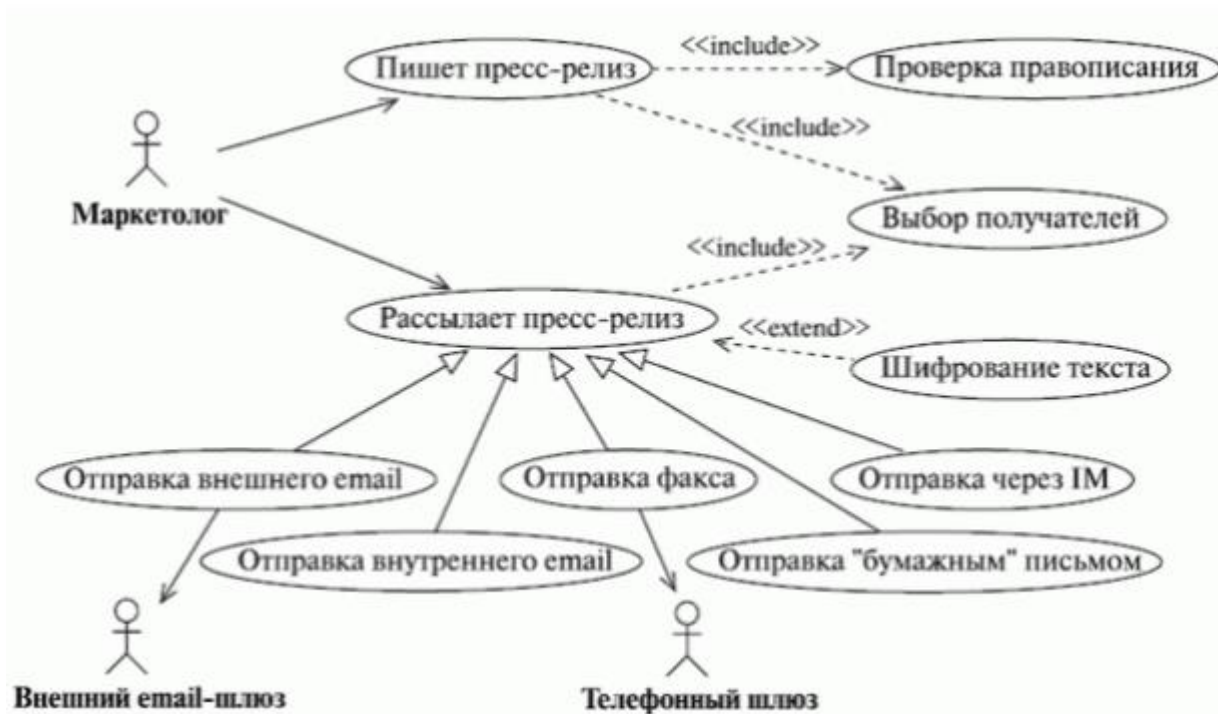 <<include>>
Пишет пресс-релиз
Проверка правописания
<<include>>
Маркетолог
Выбор получателей
<<include>>
Рассылает пресс-релиз
<<extend>>
Шифрование текста
Отправка внешнего email
Отправка факса
Отправка через IM
Отправка внутреннего email
Отправка "бумажным" письмом
Внешний email-шлюз
Телефонный шлюз